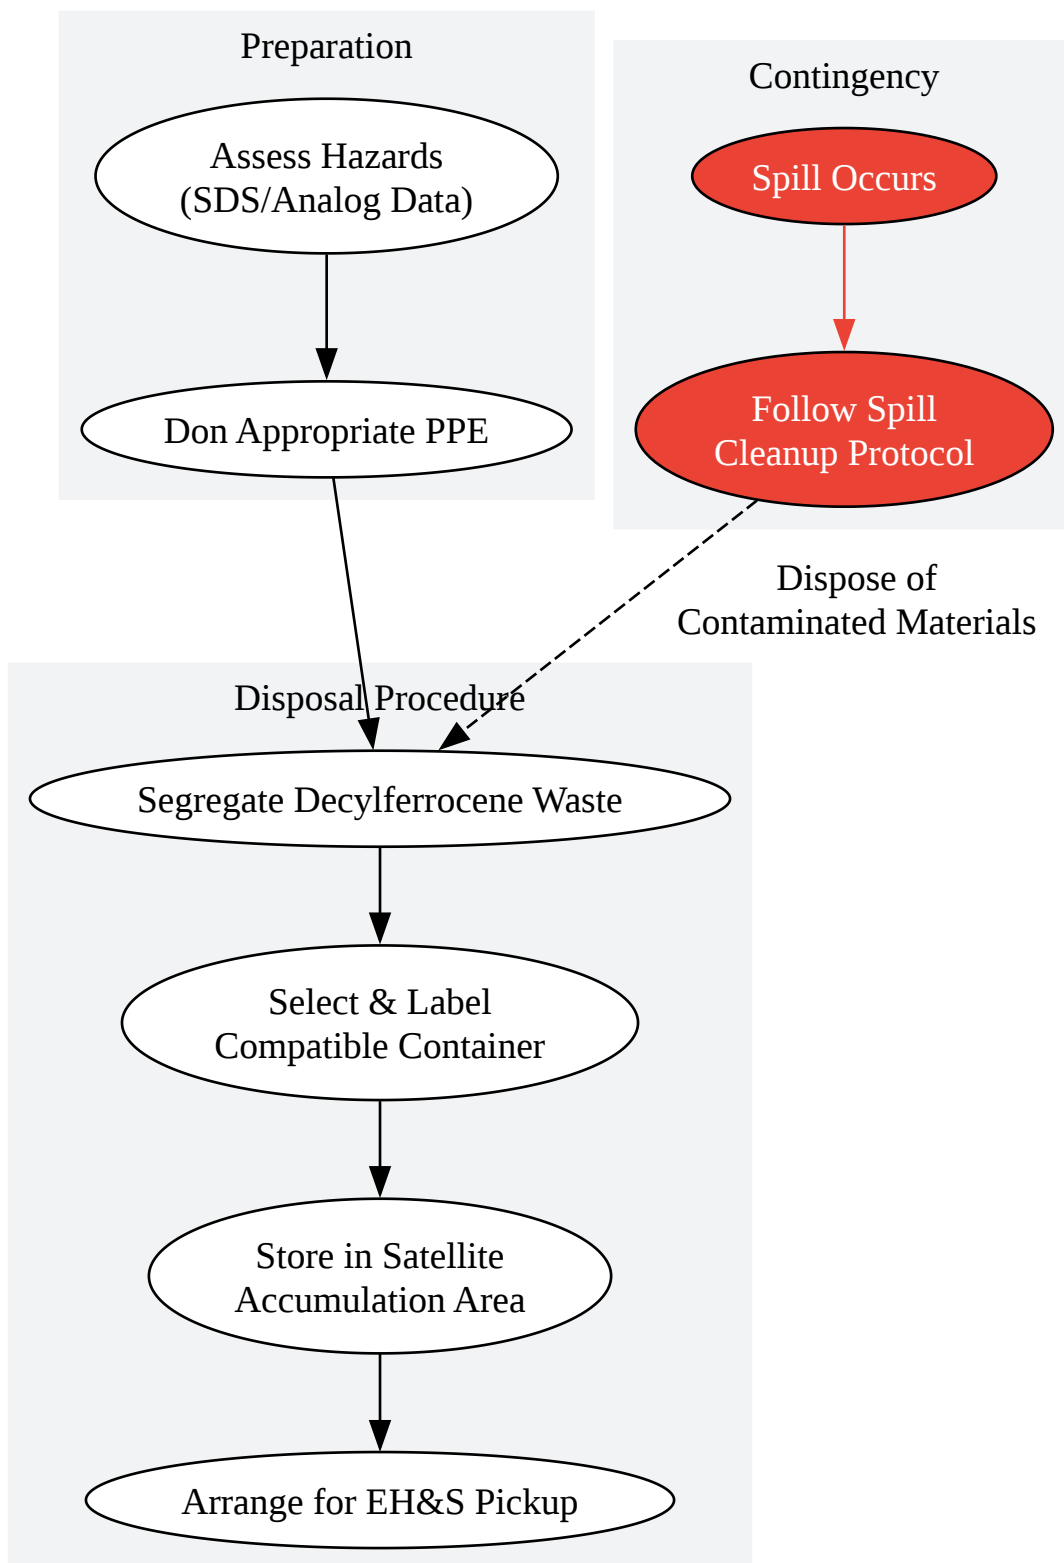 Preparation
Assess Hazards
(SDS/Analog Data)
Don Appropriate PPE
Contingency
Spill Occurs
Follow Spill
Cleanup Protocol
Dispose of
Contaminated Materials
Disposal Procedure
Segregate Decylferrocene Waste
Select & Label
Compatible Container
Store in Satellite
Accumulation Area
Arrange for EH&S Pickup